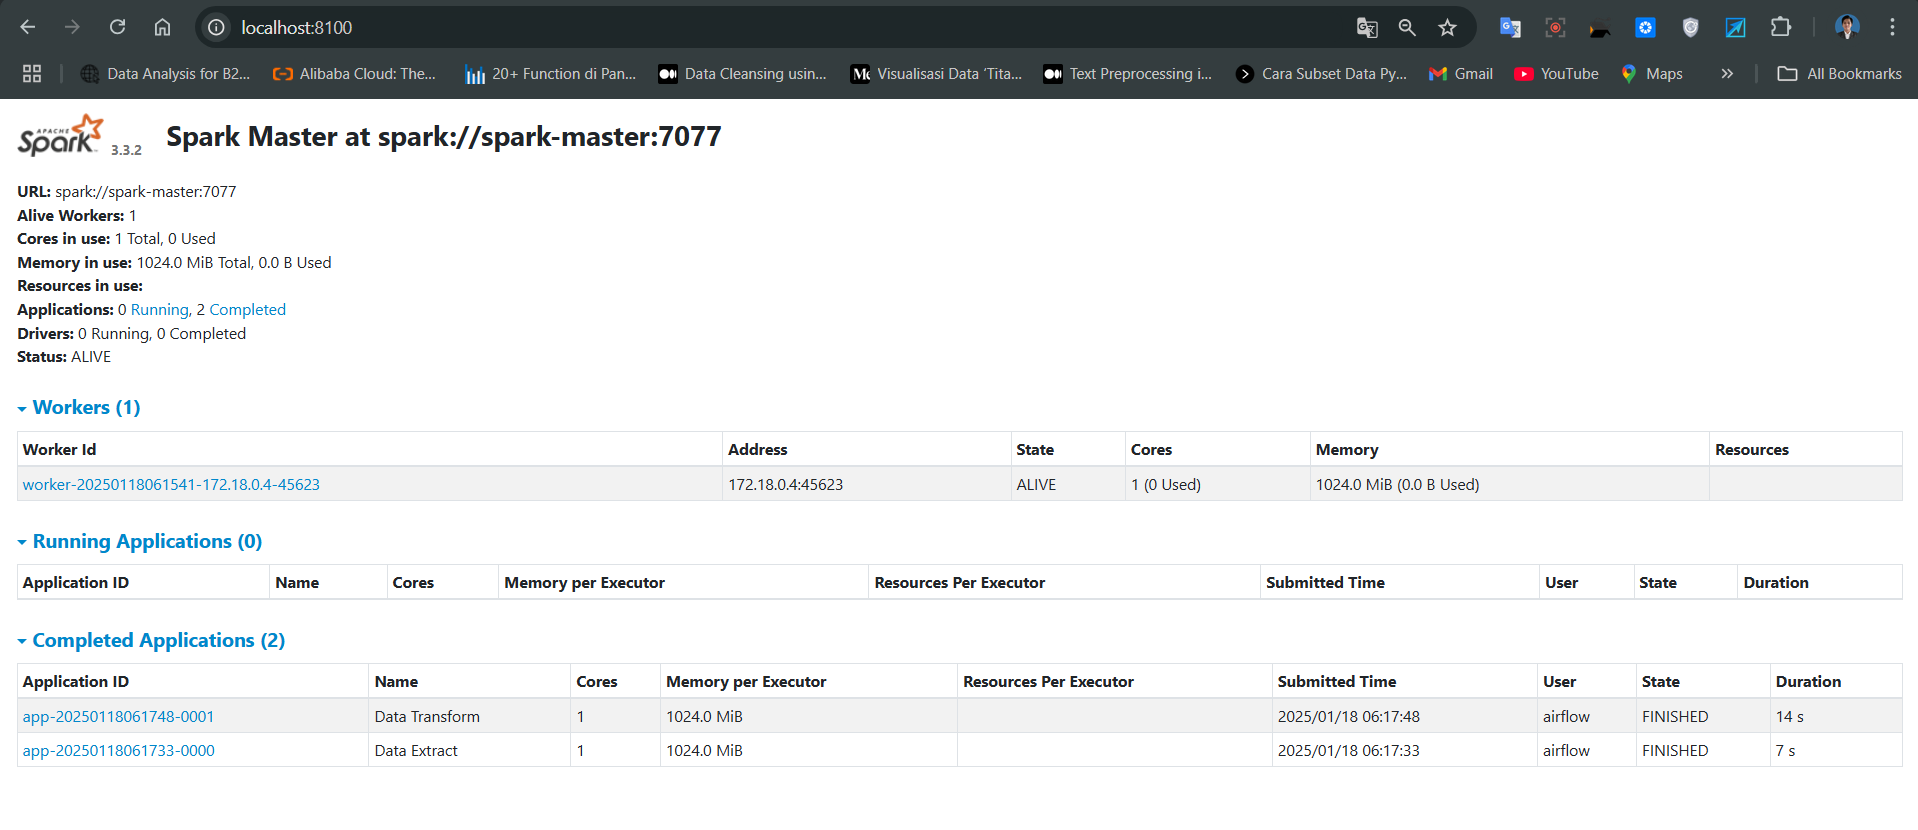 localhost:8100
Data Analysis for B2...
Alibaba Cloud: The...
20+ Function di Pan...
Data Cleansing usin...
Visualisasi Data ‘Tita...
Text Preprocessing i...
Cara Subset Data Py...
Gmail
YouTube
Maps
»
All Bookmarks
APACHE
Spark 3.3.2
Spark Master at spark://spark-master:7077
URL: spark://spark-master:7077
Alive Workers: 1
Cores in use: 1 Total, 0 Used
Memory in use: 1024.0 MiB Total, 0.0 B Used
Resources in use:
Applications: 0 Running, 2 Completed
Drivers: 0 Running, 0 Completed
Status: ALIVE
Workers (1)
Worker Id Address State Cores Memory Resources
worker-20250118061541-172.18.0.4-45623 172.18.0.4:45623 ALIVE 1 (0 Used) 1024.0 MiB (0.0 B Used)
Running Applications (0)
Application ID Name Cores Memory per Executor Resources Per Executor Submitted Time User State Duration
Completed Applications (2)
Application ID Name Cores Memory per Executor Resources Per Executor Submitted Time User State Duration
app-20250118061748-0001 Data Transform 1 1024.0 MiB 2025/01/18 06:17:48 airflow FINISHED 14 s
app-20250118061733-0000 Data Extract 1 1024.0 MiB 2025/01/18 06:17:33 airflow FINISHED 7 s